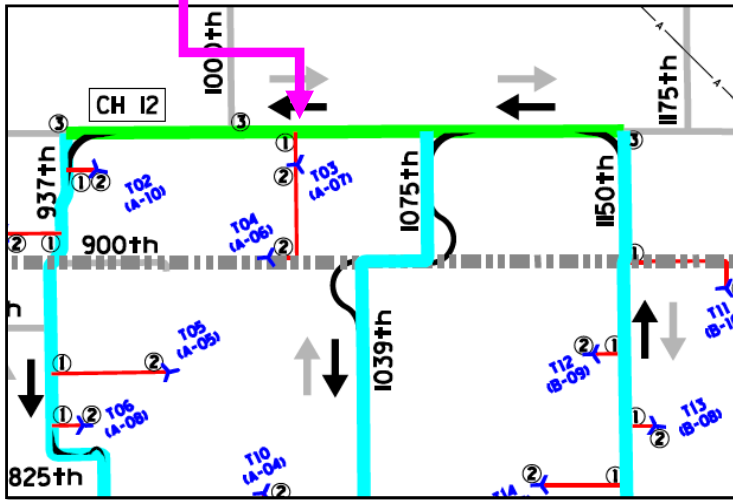 1000th
A
A
1175th
CH 12
3
3
3
1
2
T03
(A-07)
937th
1 2
T02
(A-10)
1075th
1150th
T04
(A-06)
2
2
1
900th
1
T11
T05
(A-05)
1
2
1039th
2
1
T12
(B-09)
1
2
T06
(A-08)
T13
(B-08)
1
2
825th
T10
(A-04)
2
2
1
T14